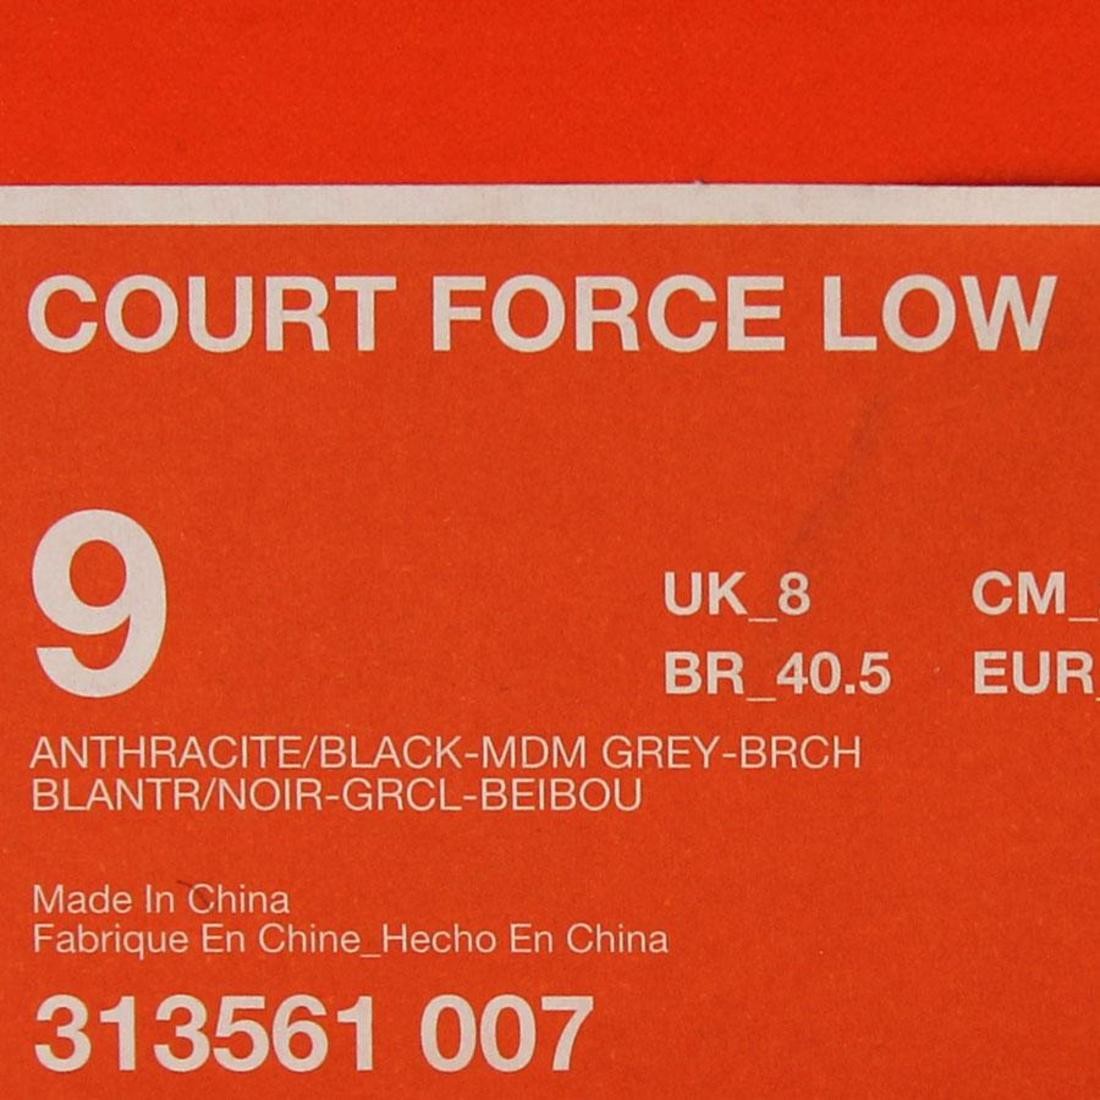 COURT FORCE LOW
9
UK_8 CM_
BR_40.5 EUR_
ANTHRACITE/BLACK-MDM GREY-BRCH
BLANTR/NOIR-GRCL-BEIBOU
Made In China
Fabrique En Chine_Hecho En China
313561 007